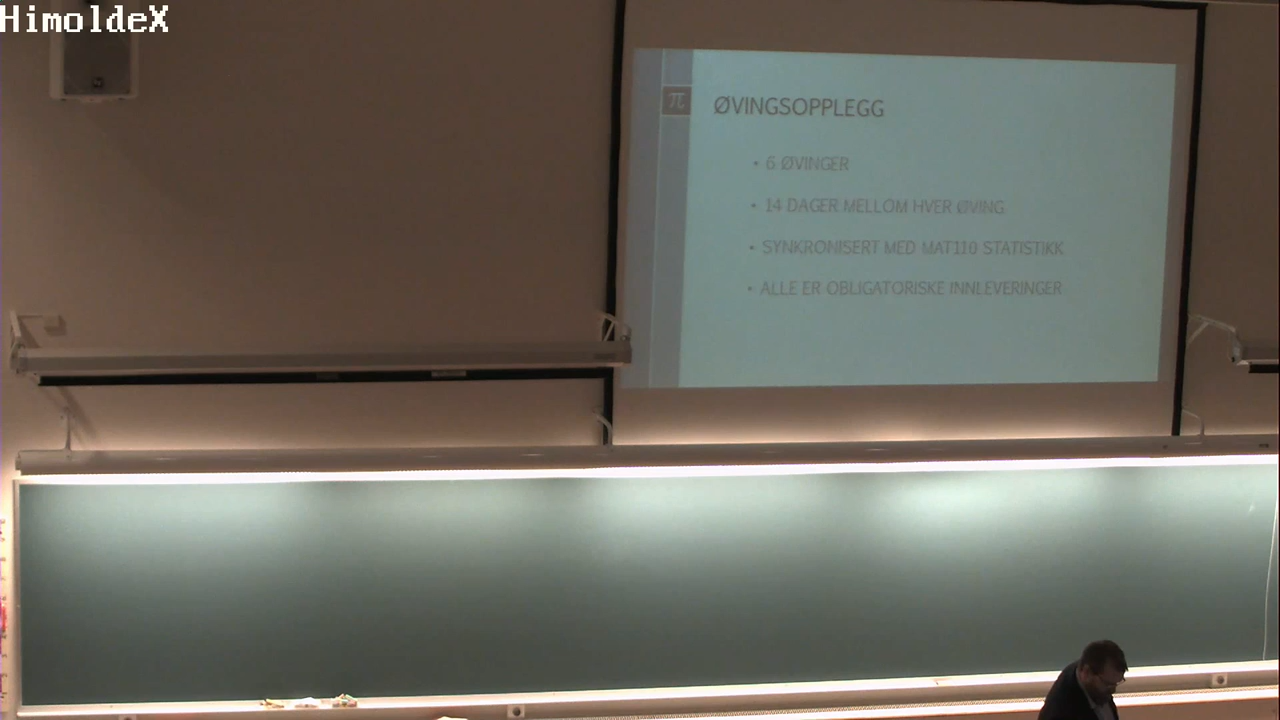 HimoldeX
π
ØVINGSOPPLEGG
• 6 ØVINGER
• 14 DAGER MELLOM HVER ØVING
• SYNKRONISERT MED MAT110 STATISTIKK
• ALLE ER OBLIGATORISKE INNLEVERINGER